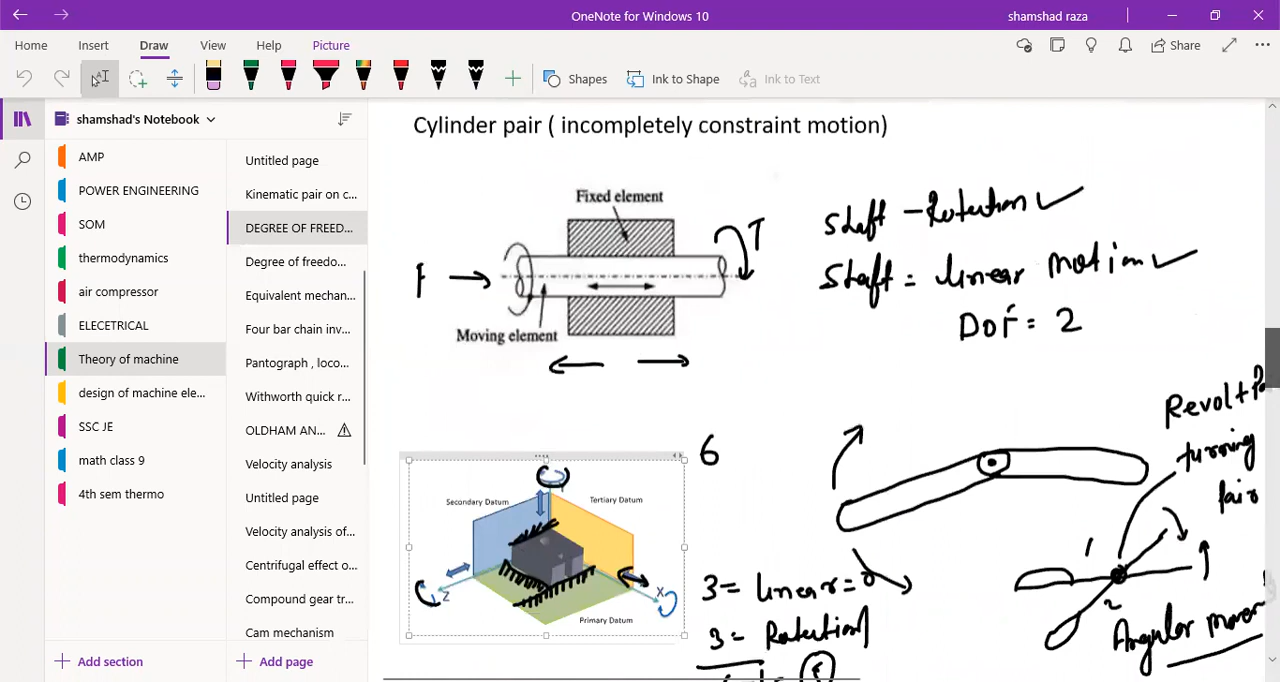 OneNote for Windows 10
shamshad raza
Home Insert Draw View Help Picture
Share
Shapes
Ink to Shape
Ink to Text
shamshad's Notebook
AMP
POWER ENGINEERING
SOM
thermodynamics
air compressor
ELECETRICAL
Theory of machine
design of machine ele...
SSC JE
math class 9
4th sem thermo
Add section
Untitled page
Kinematic pair on c...
DEGREE OF FREED...
Degree of freedo...
Equivalent mechan...
Four bar chain inv...
Pantograph , loco...
Withworth quick r...
OLDHAM AN...
Velocity analysis
Untitled page
Velocity analysis of...
Centrifugal effect o...
Compound gear tr...
Cam mechanism
Add page
Cylinder pair ( incompletely constraint motion)
Fixed element
F
T
Moving element
Shaft - Rotection
Shaft = linear motion
DoF = 2
6
Secondary Datum
Tertiary Datum
Z
X
Primary Datum
3 = linear =
3 = Rotection
Revolt
turning
pair
1
2
Angular